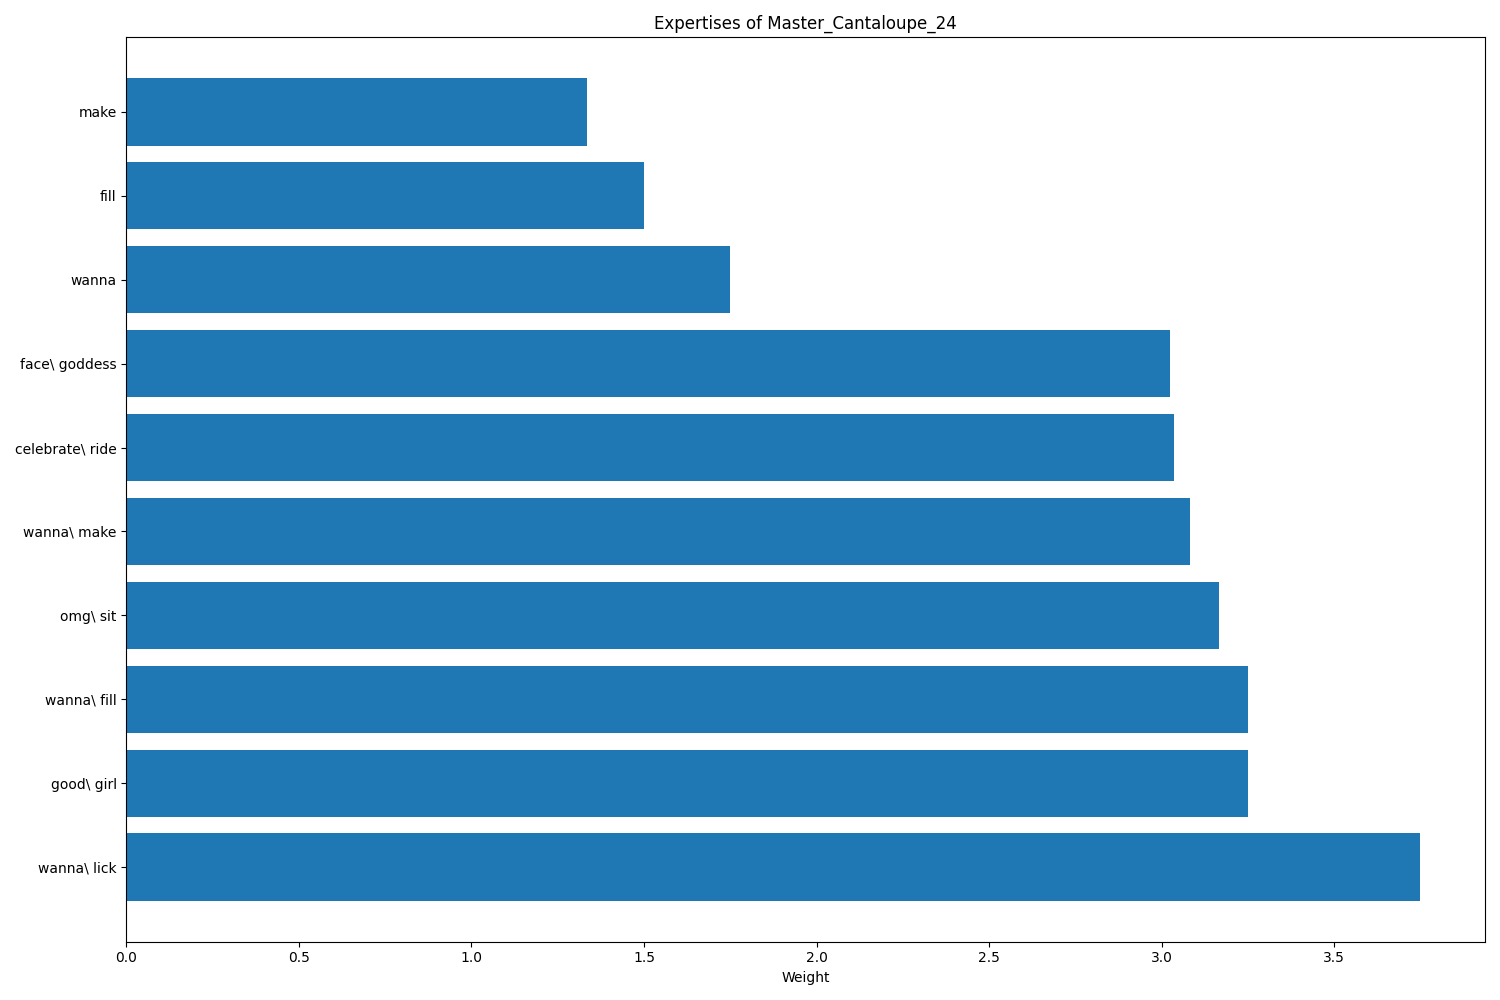 Expertises of Master_Cantaloupe_24
make
fill
wanna
face\ goddess
celebrate\ ride
wanna\ make
omg\ sit
wanna\ fill
good\ girl
wanna\ lick
0.0 0.5 1.0 1.5 2.0 2.5 3.0 3.5
Weight